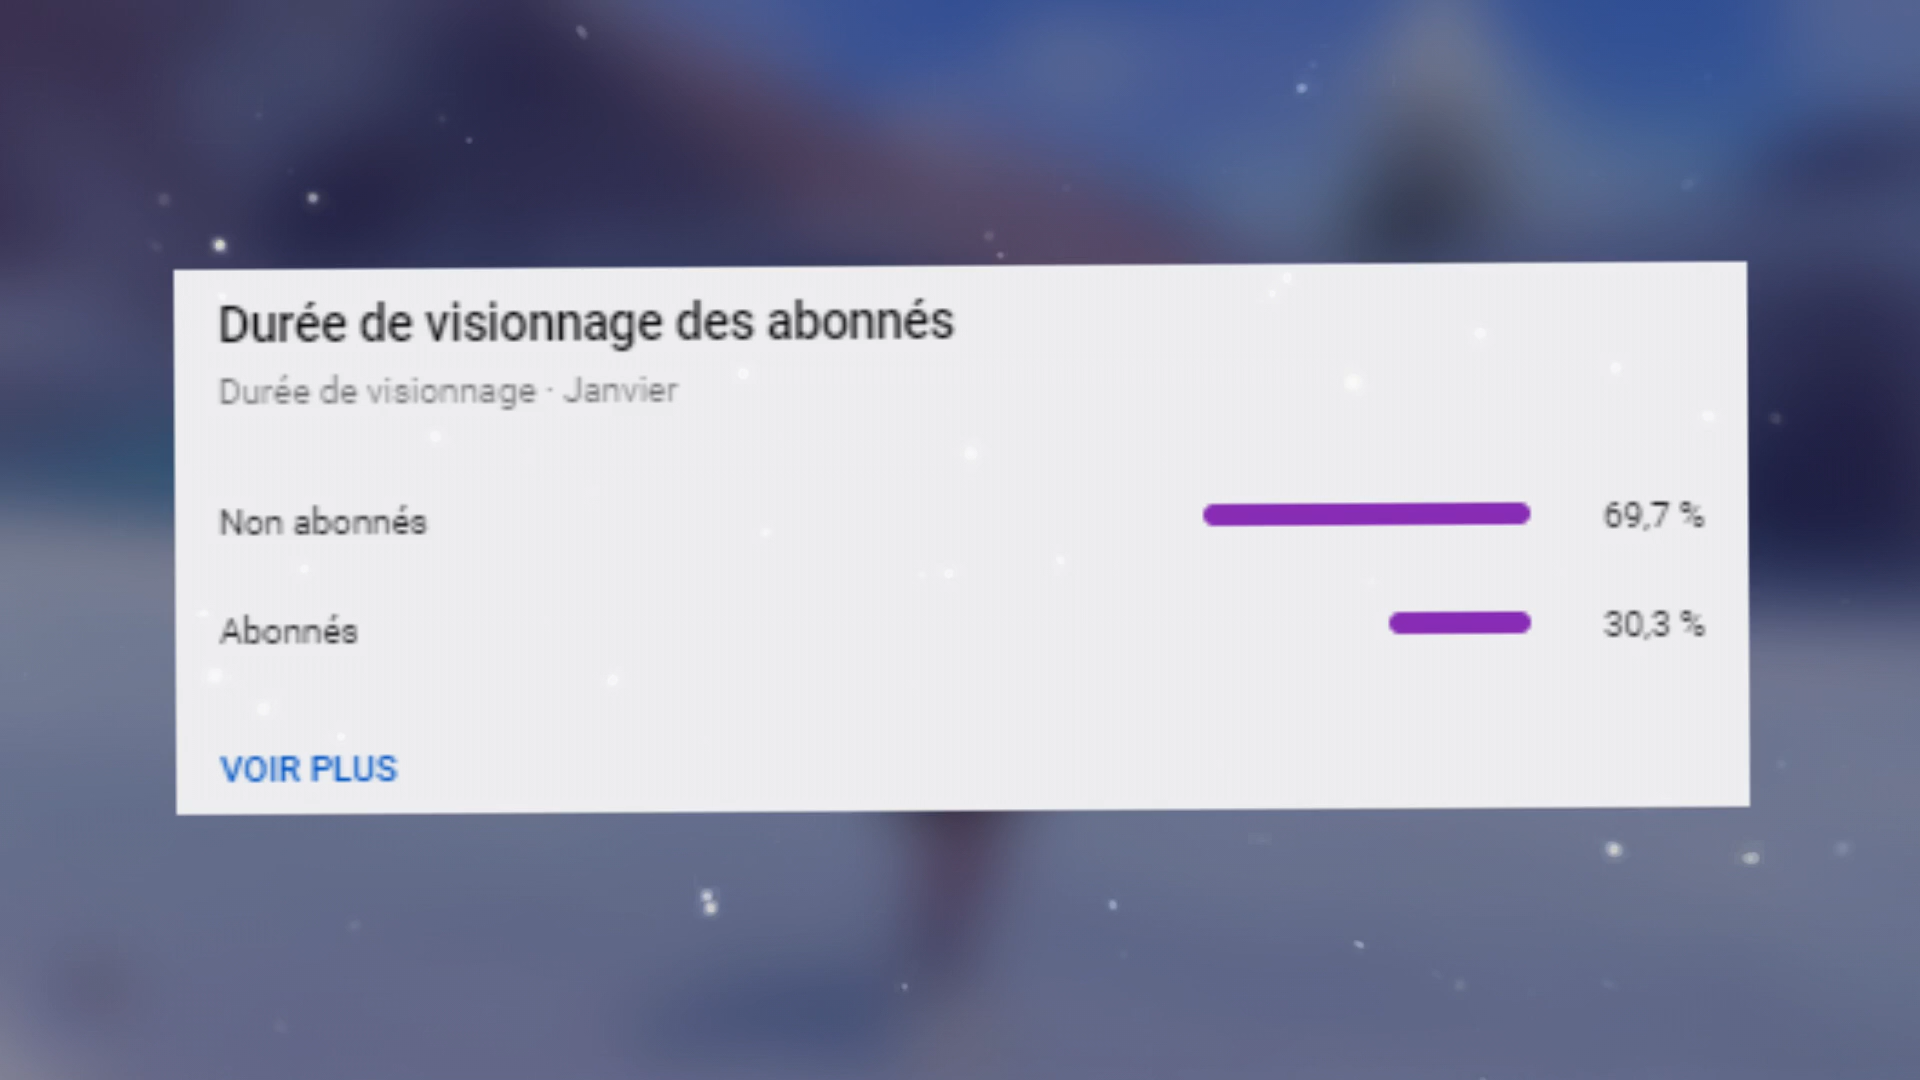 Durée de visionnage des abonnés
Durée de visionnage · Janvier
Non abonnés 69,7 %
Abonnés 30,3 %
VOIR PLUS